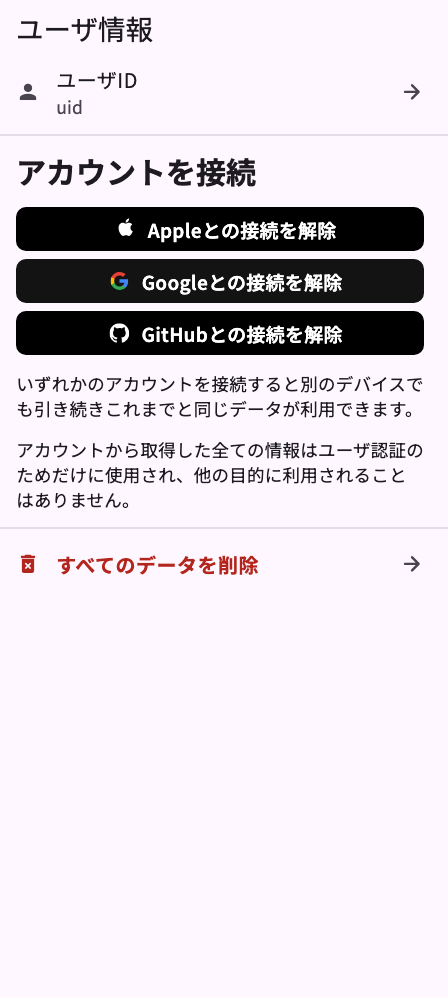 ユーザ情報
ユーザID
uid
アカウントを接続
Appleとの接続を解除
Googleとの接続を解除
GitHubとの接続を解除
いずれかのアカウントを接続すると別のデバイスで
も引き続きこれまでと同じデータが利用できます。
アカウントから取得した全ての情報はユーザ認証の
ためだけに使用され、他の目的に利用されること
はありません。
すべてのデータを削除